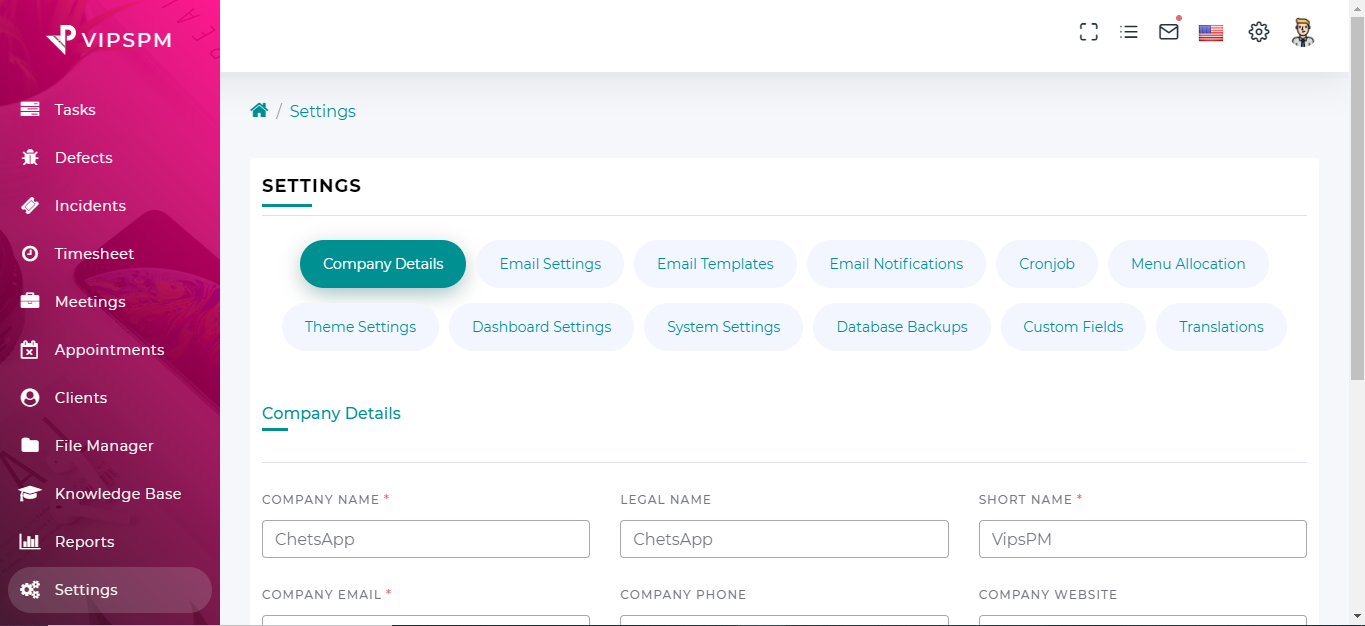 VIPSPM
Tasks
Defects
Incidents
Timesheet
Meetings
Appointments
Clients
File Manager
Knowledge Base
Reports
Settings
/ Settings
SETTINGS
Company Details
Email Settings
Email Templates
Email Notifications
Cronjob
Menu Allocation
Theme Settings
Dashboard Settings
System Settings
Database Backups
Custom Fields
Translations
Company Details
COMPANY NAME *
LEGAL NAME
SHORT NAME *
ChetsApp
ChetsApp
VipsPM
COMPANY EMAIL *
COMPANY PHONE
COMPANY WEBSITE